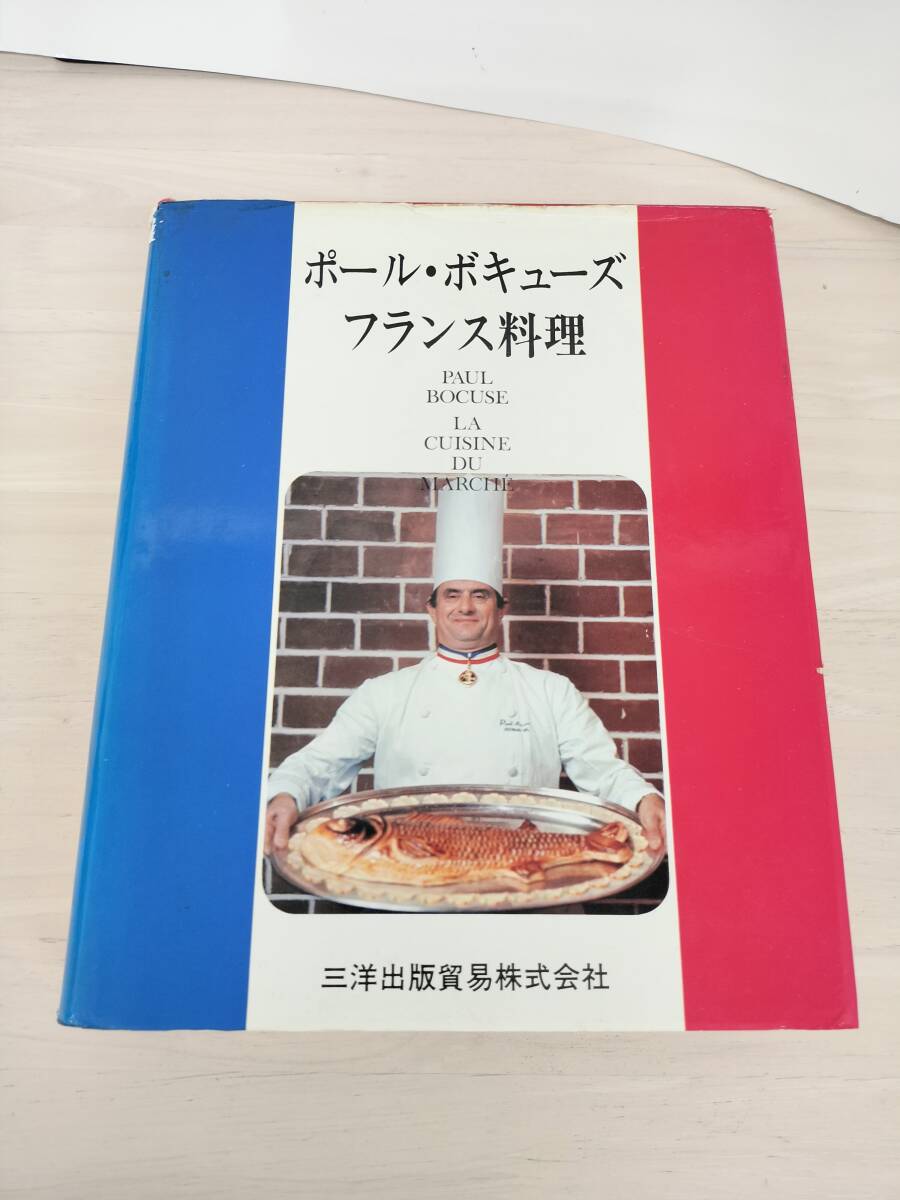 ポール・ボキューズ
フランス料理
PAUL
BOCUSE
LA
CUISINE
DU
MARCHÉ
三洋出版貿易株式会社